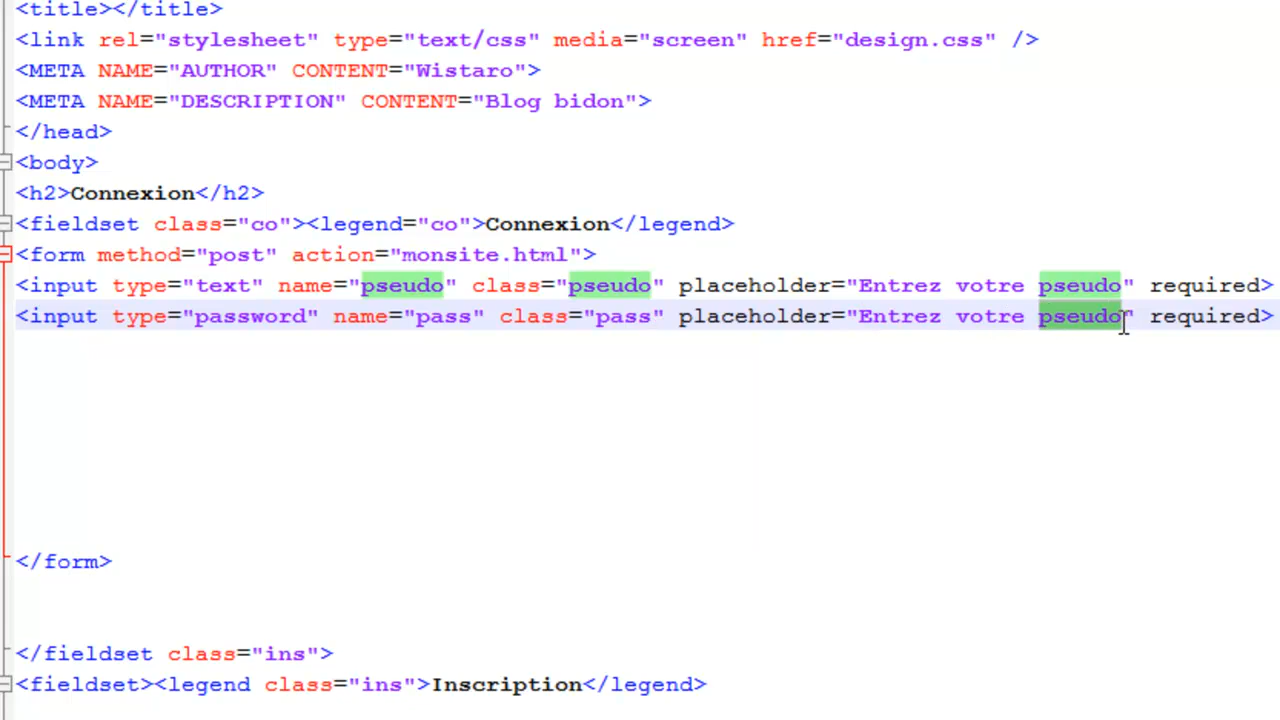 <title></title>
<link rel="stylesheet" type="text/css" media="screen" href="design.css" />
<META NAME="AUTHOR" CONTENT="Wistaro">
<META NAME="DESCRIPTION" CONTENT="Blog bidon">
</head>
<body>
<h2>Connexion</h2>
<fieldset class="co"><legend="co">Connexion</legend>
<form method="post" action="monsite.html">
<input type="text" name="pseudo" class="pseudo" placeholder="Entrez votre pseudo" required>
<input type="password" name="pass" class="pass" placeholder="Entrez votre pseudo" required>
</form>
</fieldset class="ins">
<fieldset><legend class="ins">Inscription</legend>